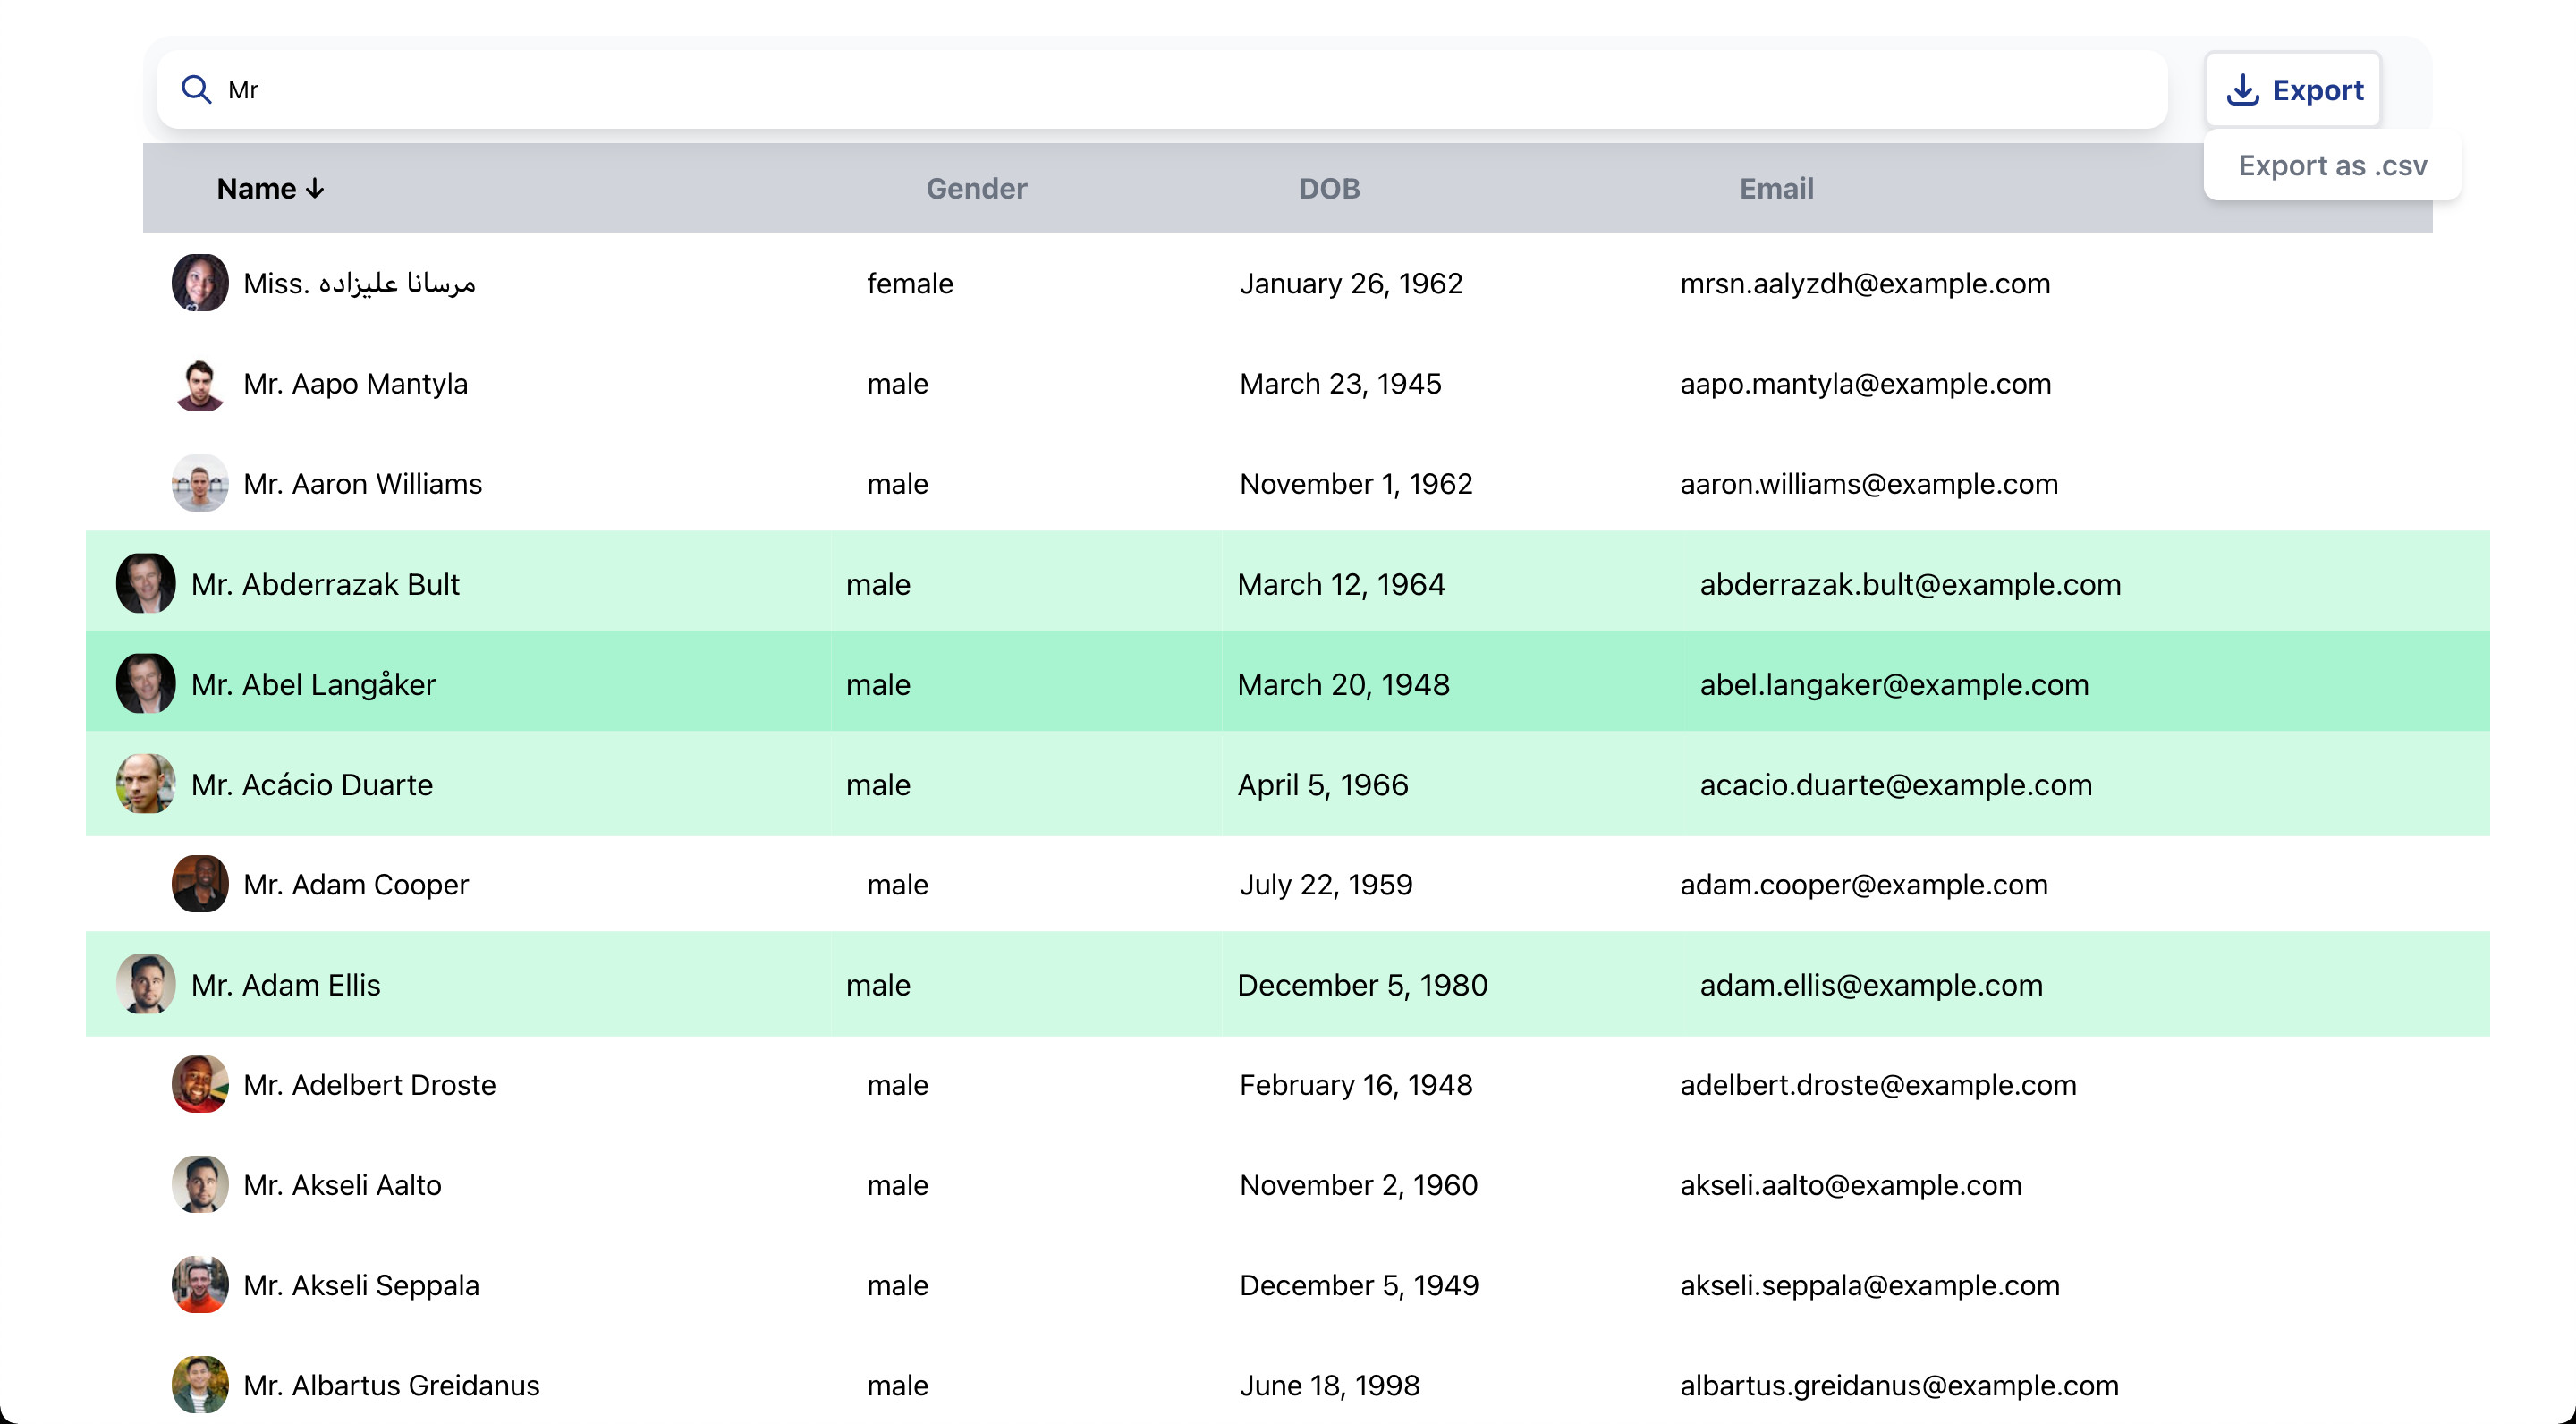 Mr
Export
Export as .csv
Name ↓ Gender DOB Email
Miss. مرسانا علیزاده female January 26, 1962 mrsn.aalyzdh@example.com
Mr. Aapo Mantyla male March 23, 1945 aapo.mantyla@example.com
Mr. Aaron Williams male November 1, 1962 aaron.williams@example.com
Mr. Abderrazak Bult male March 12, 1964 abderrazak.bult@example.com
Mr. Abel Langåker male March 20, 1948 abel.langaker@example.com
Mr. Acácio Duarte male April 5, 1966 acacio.duarte@example.com
Mr. Adam Cooper male July 22, 1959 adam.cooper@example.com
Mr. Adam Ellis male December 5, 1980 adam.ellis@example.com
Mr. Adelbert Droste male February 16, 1948 adelbert.droste@example.com
Mr. Akseli Aalto male November 2, 1960 akseli.aalto@example.com
Mr. Akseli Seppala male December 5, 1949 akseli.seppala@example.com
Mr. Albartus Greidanus male June 18, 1998 albartus.greidanus@example.com